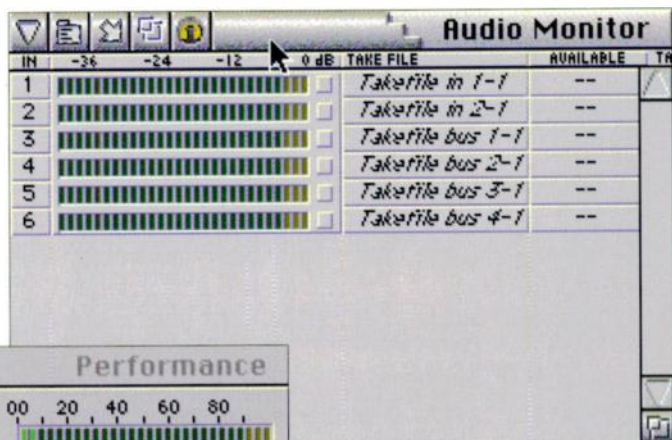 Audio Monitor
IN -36 -24 -12 0 dB TAKE FILE AVAILABLE TA
1 Takefile in 1-1 --
2 Takefile in 2-1 --
3 Takefile bus 1-1 --
4 Takefile bus 2-1 --
5 Takefile bus 3-1 --
6 Takefile bus 4-1 --
Performance
00 20 40 60 80